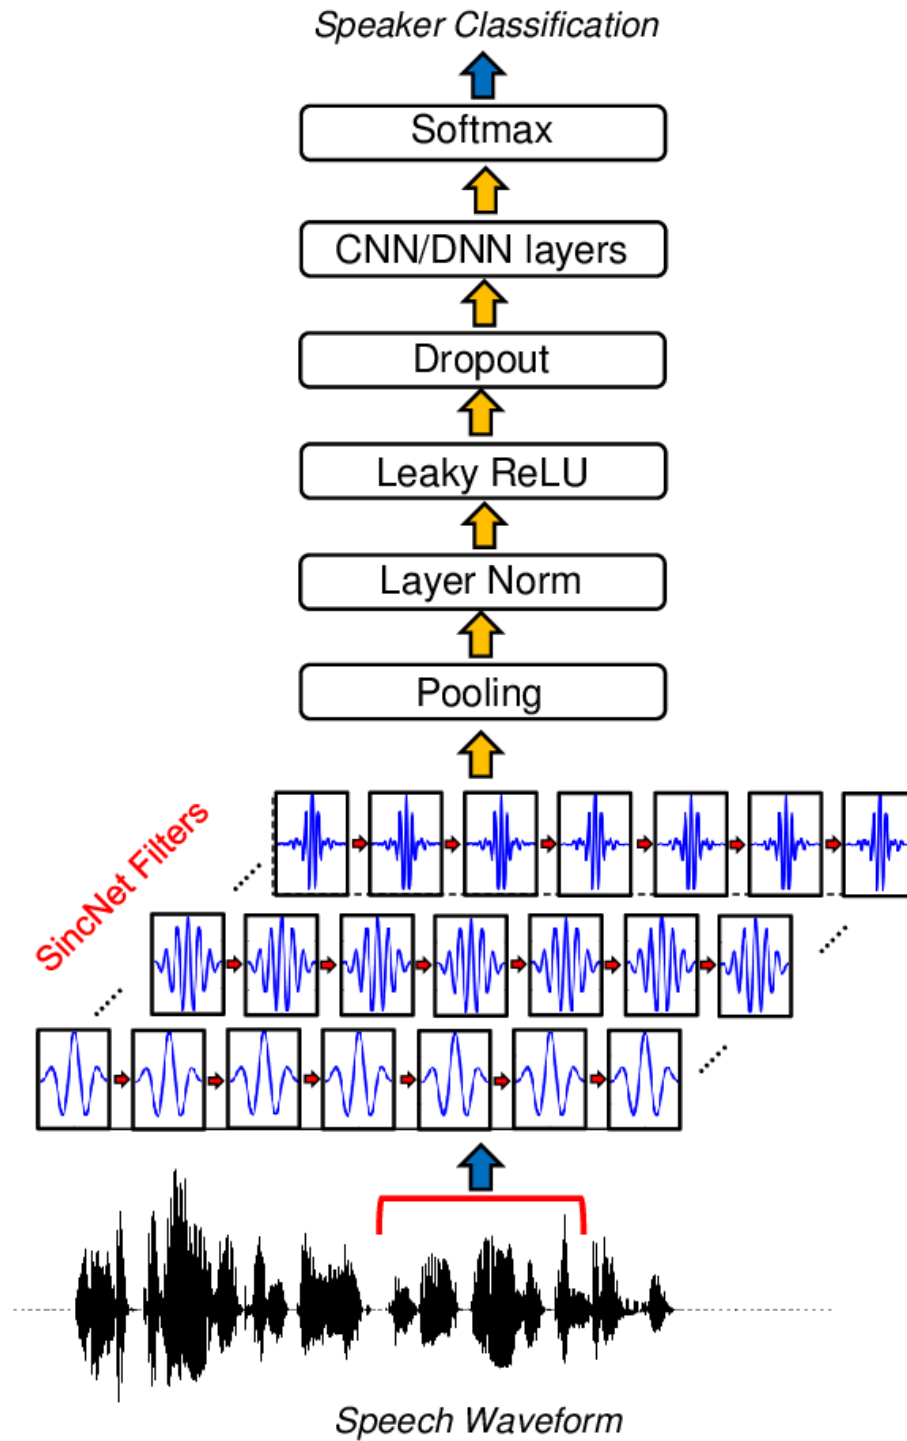 Speaker Classification
Softmax
CNN/DNN layers
Dropout
Leaky ReLU
Layer Norm
Pooling
SincNet Filters
Speech Waveform